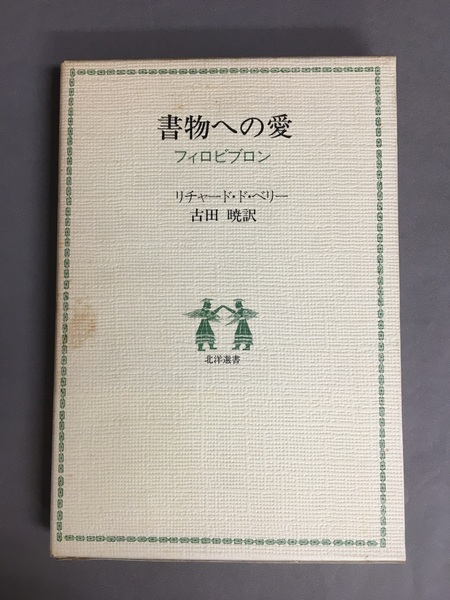 書物への愛
フィロビブロン
リチャード・ド・ベリー
古田 暁訳
北洋選書